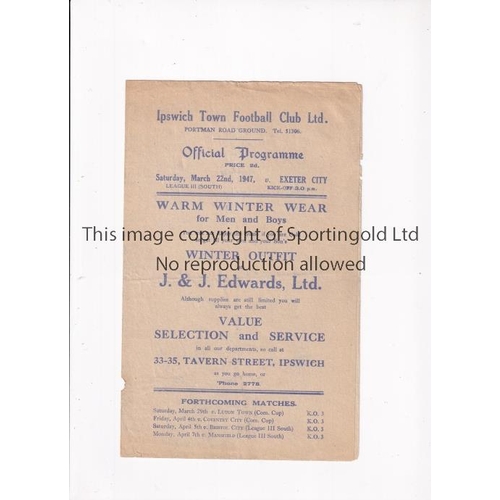 Ipswich Town Football Club Ltd.
PORTMAN ROAD GROUND. Tel.
Official Programme
PRICE 2d.
Saturday, March 22nd, 1947, v. EXETER CITY
LEAGUE III (SOUTH) KICK-OFF p.m.
WARM WINTER WEAR
for Men and Boys
This image copyright of Sportingold Ltd
WINTER OUTFIT
No reproduction allowed
J. & J. Edwards, Ltd.
Although supplies are still limited you will
always get the best
VALUE
SELECTION and SERVICE
in all our departments, so call at
33-35, TAVERN STREET, IPSWICH
as you go home, or
'Phone 2778.
FORTHCOMING MATCHES.
Saturday, March 29th v. LUTON TOWN (Com. Cup) K.O. 3
Friday, April 4th v. COVENTRY CITY (Com. Cup) K.O. 3
Saturday, April 5th v. BRISTOL CITY (League III South) K.O. 3
Monday, April 7th v. MANSFIELD (League III South) K.O. 3